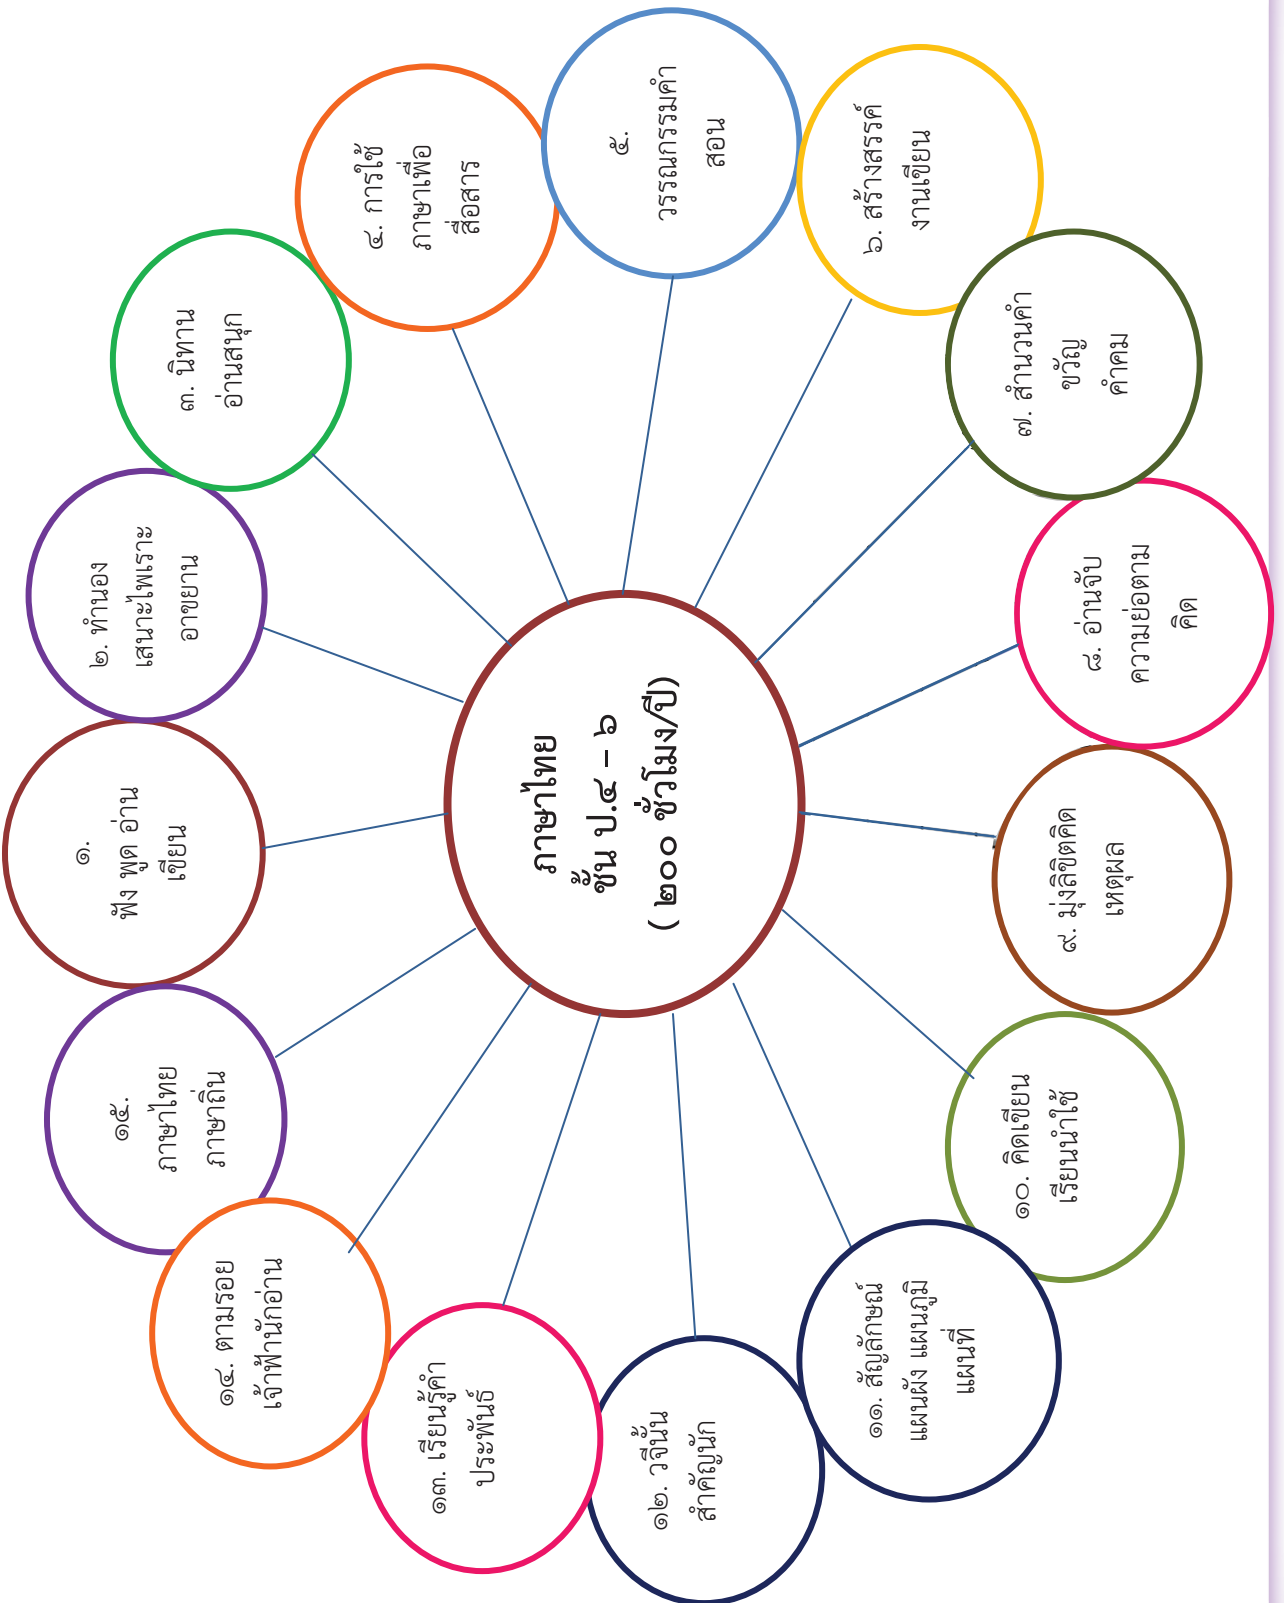 ภาษาไทย
ชั้น ป.๔ – ๖
( ๒๐๐ ชั่วโมง/ปี)
๑.
ฟัง พูด อ่าน
เขียน
๒. ทำนอง
เสนาะไพเราะ
อาขยาน
๓. นิทาน
อ่านสนุก
๔. การใช้
ภาษาเพื่อ
สื่อสาร
๕.
วรรณกรรมคำ
สอน
๖. สร้างสรรค์
งานเขียน
๗. สำนวนคำ
ขวัญ
คำคม
๘. อ่านจับ
ความย่อตาม
คิด
๙. มุ่งลิขิตคิด
เหตุผล
๑๐. คิดเขียน
เรียนนำใช้
๑๑. สัญลักษณ์
แผนผัง แผนภูมิ
แผนที่
๑๒. วจีนั้น
สำคัญนัก
๑๓. เรียนรู้คำ
ประพันธ์
๑๔. ตามรอย
เจ้าฟ้านักอ่าน
๑๕.
ภาษาไทย
ภาษาถิ่น